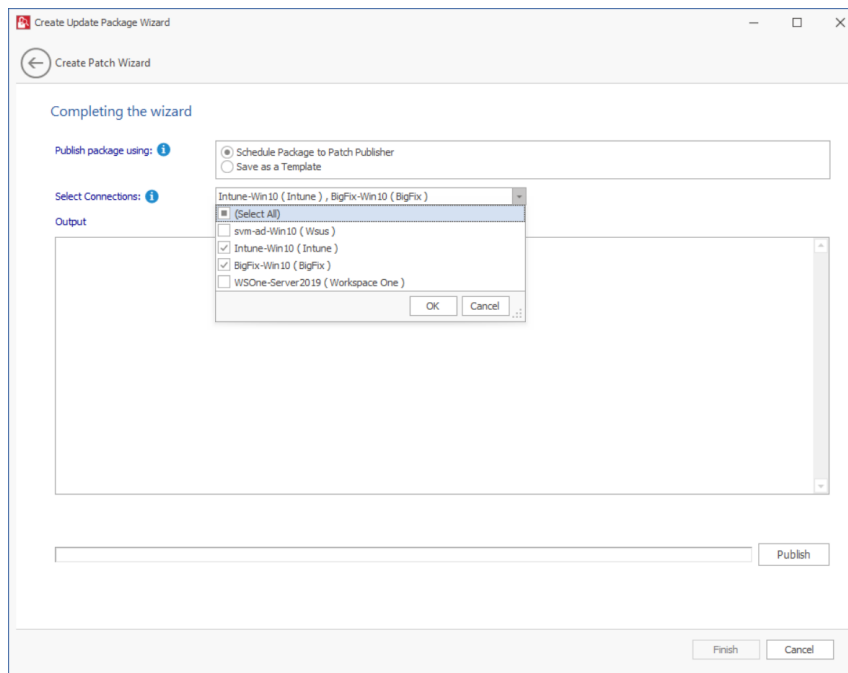 Create Update Package Wizard
Create Patch Wizard
Completing the wizard
Publish package using:
Schedule Package to Patch Publisher
Save as a Template
Select Connections:
Intune-Win10 ( Intune ) , BigFix-Win10 ( BigFix )
(Select All)
Output
svm-ad-Win10 ( Wsus )
Intune-Win10 ( Intune )
BigFix-Win10 ( BigFix )
WSOne-Server2019 ( Workspace One )
OK Cancel
Publish
Finish Cancel